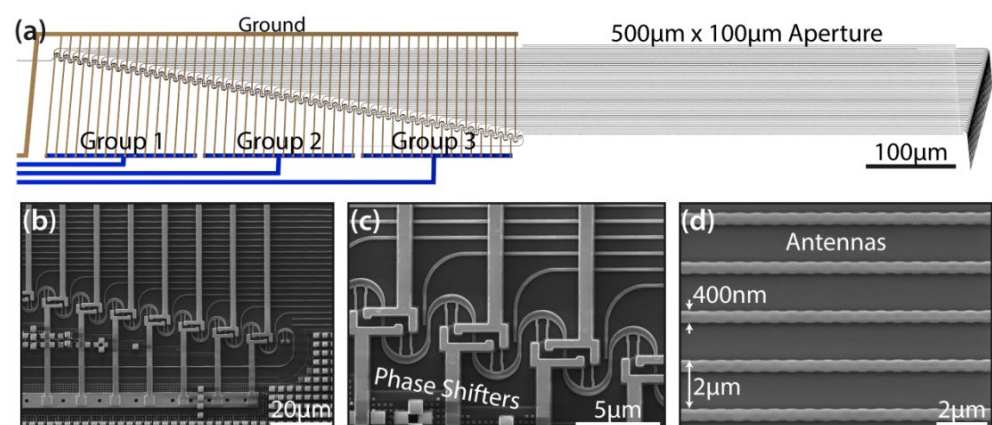 (a)
Ground
500μm x 100μm Aperture
Group 1
Group 2
Group 3
100μm
(b)
20μm
(c)
Phase Shifters
5μm
(d)
Antennas
400nm
2μm
2μm